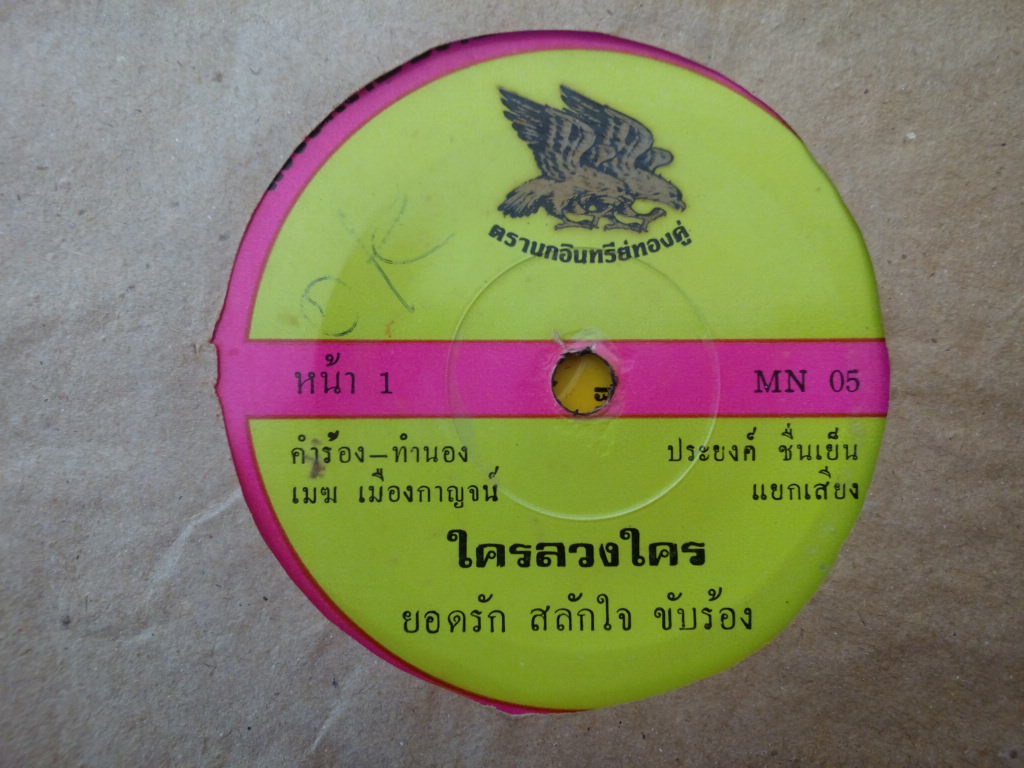 ตรานกอินทรีย์ทองคู่
OK
หน้า 1
MN 05
คำร้อง–ทำนอง
ประยงค์ ชื่นเย็น
เมฆ เมืองกาญจน์
แยกเสียง
ใครลวงใคร
ยอดรัก สลักใจ ขับร้อง